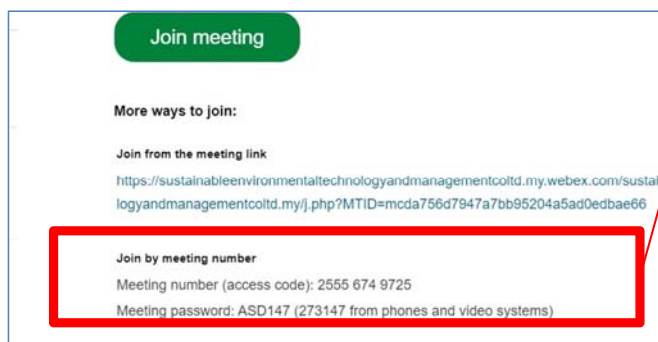 Join meeting
More ways to join:
Join from the meeting link
https://sustainableenvironmentaltechnologyandmanagementcoltd.my.webex.com/sustai
logyandmanagementcoltd.my/j.php?MTID=mcda756d7947a7bb95204a5ad0edbae66
Join by meeting number
Meeting number (access code): 2555 674 9725
Meeting password: ASD147 (273147 from phones and video systems)